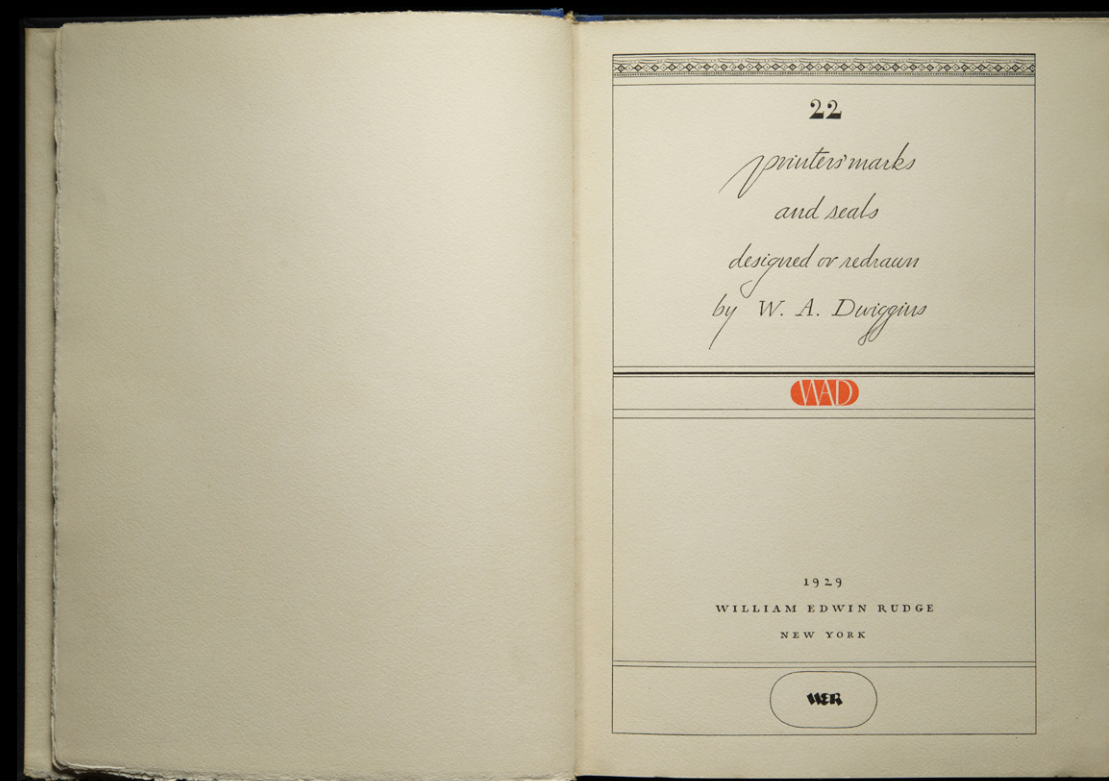 22
printers' marks
and seals
designed or redrawn
by W. A. Dwiggins
WAD
1929
WILLIAM EDWIN RUDGE
NEW YORK
WER